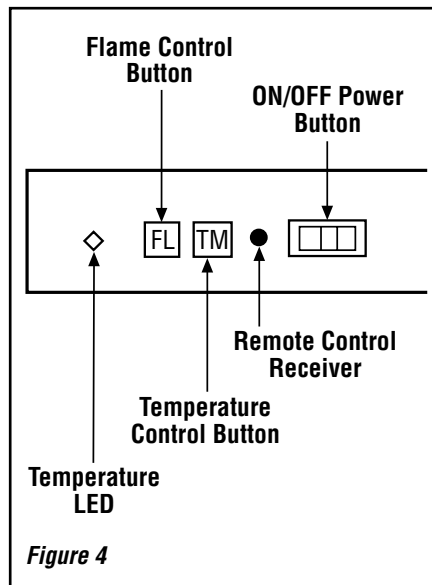 Flame Control
Button
ON/OFF Power
Button
FL
TM
Remote Control
Receiver
Temperature
Control Button
Temperature
LED
Figure 4